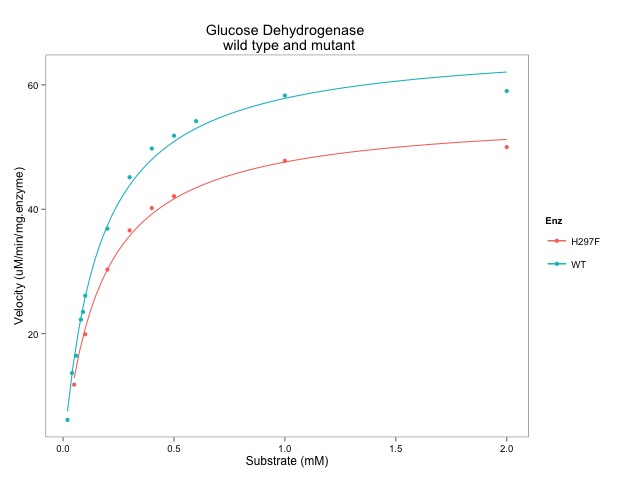 Glucose Dehydrogenase
wild type and mutant
Velocity (uM/min/mg.enzyme)
60
40
20
0.0 0.5 1.0 1.5 2.0
Substrate (mM)
Enz
H297F
WT